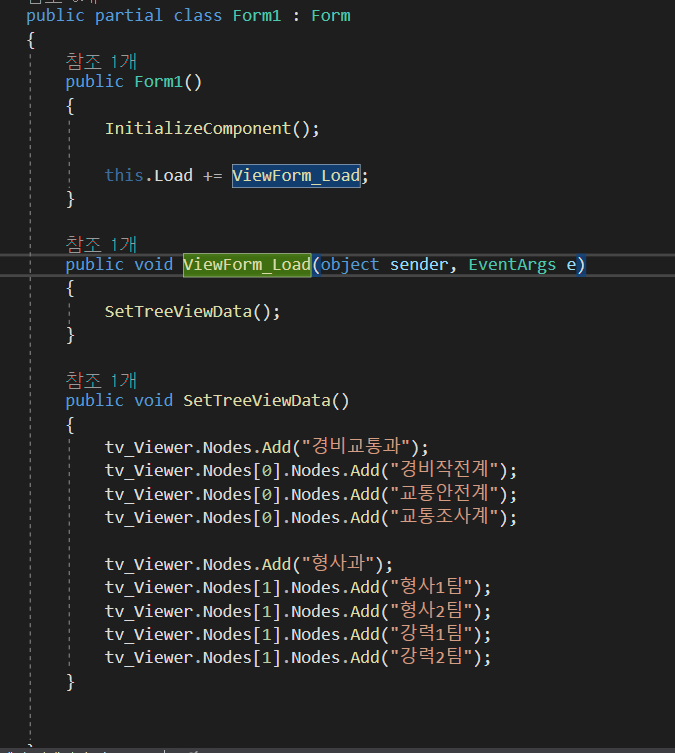 public partial class Form1 : Form
{
참조 1개
public Form1()
{
InitializeComponent();
this.Load += ViewForm_Load;
}
참조 1개
public void ViewForm_Load(object sender, EventArgs e)
{
SetTreeViewData();
}
참조 1개
public void SetTreeViewData()
{
tv_Viewer.Nodes.Add("경비교통과");
tv_Viewer.Nodes[0].Nodes.Add("경비작전계");
tv_Viewer.Nodes[0].Nodes.Add("교통안전계");
tv_Viewer.Nodes[0].Nodes.Add("교통조사계");
tv_Viewer.Nodes.Add("형사과");
tv_Viewer.Nodes[1].Nodes.Add("형사1팀");
tv_Viewer.Nodes[1].Nodes.Add("형사2팀");
tv_Viewer.Nodes[1].Nodes.Add("강력1팀");
tv_Viewer.Nodes[1].Nodes.Add("강력2팀");
}